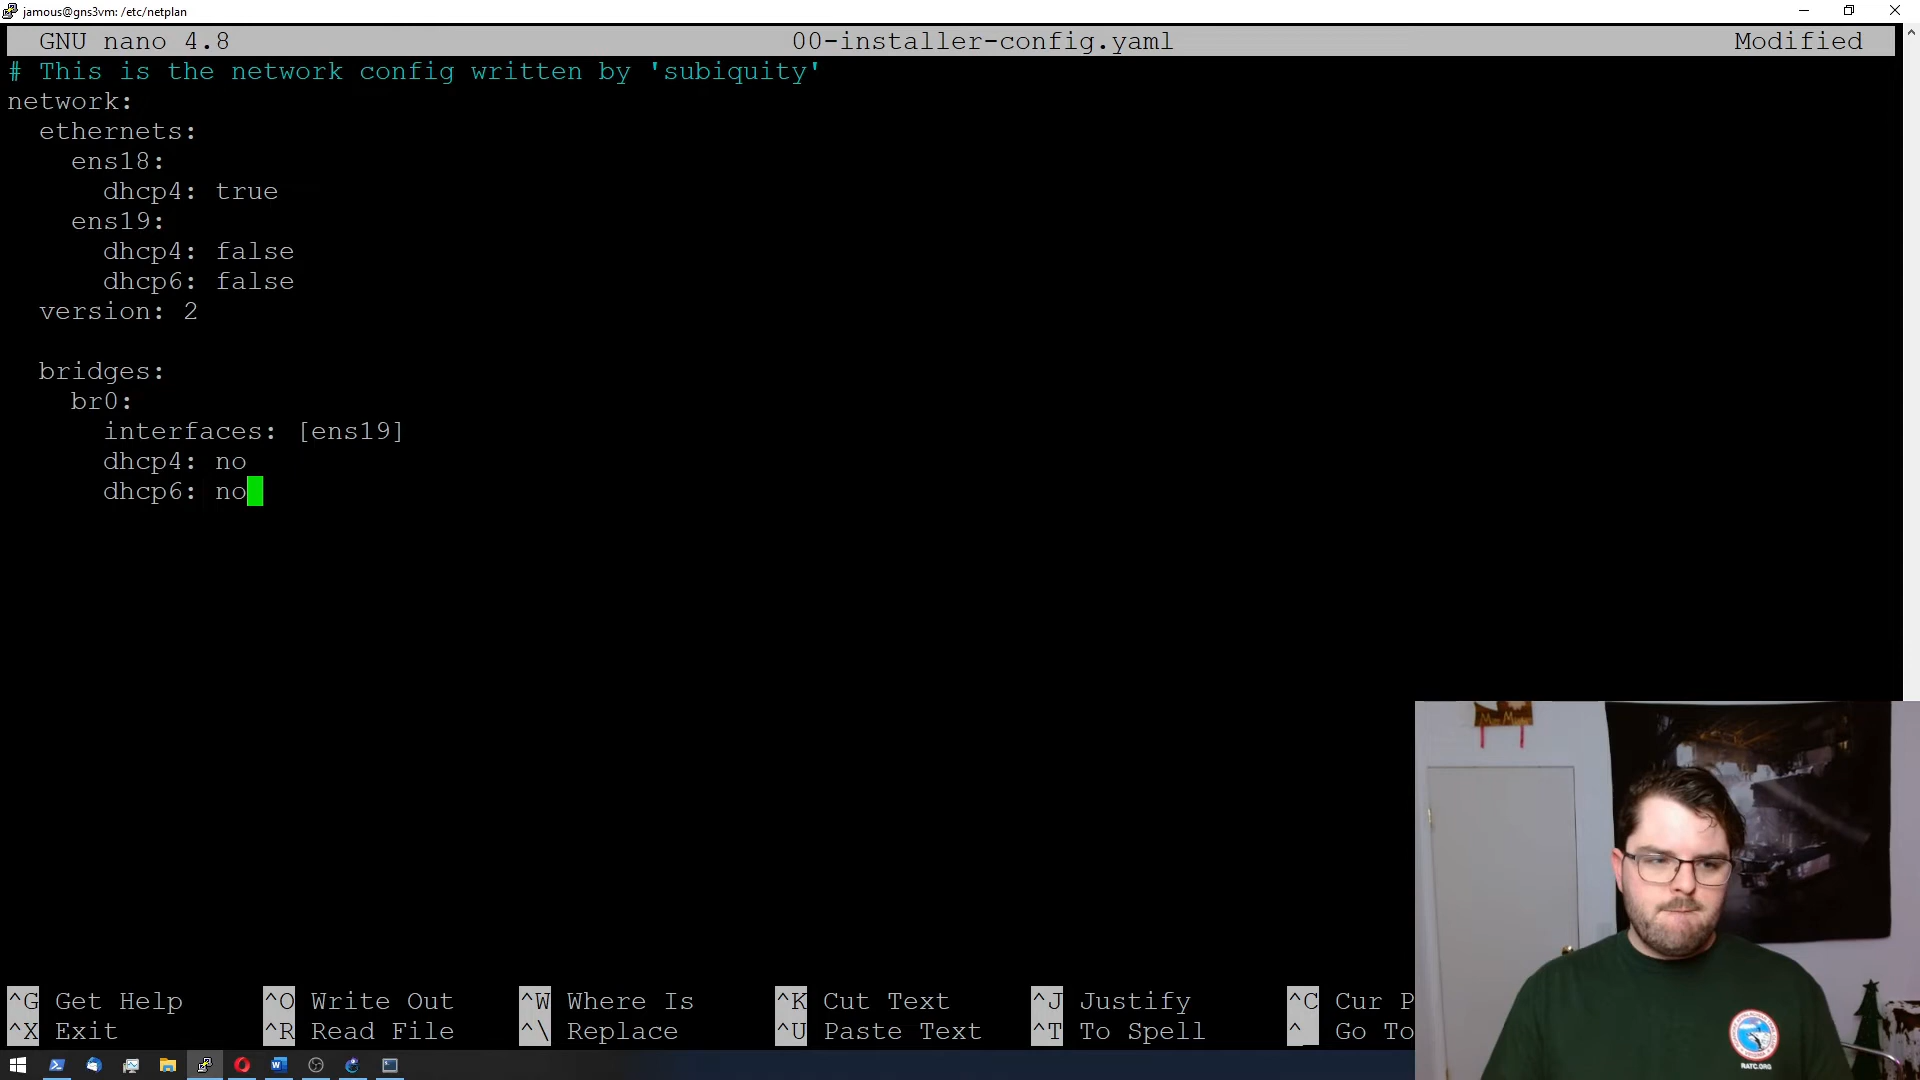 jamous@gns3vm: /etc/netplan
GNU nano 4.8 00-installer-config.yaml Modified
# This is the network config written by 'subiquity'
network:
  ethernets:
    ens18:
      dhcp4: true
    ens19:
      dhcp4: false
      dhcp6: false
  version: 2
  bridges:
    br0:
      interfaces: [ens19]
      dhcp4: no
      dhcp6: no
^G Get Help ^O Write Out ^W Where Is ^K Cut Text ^J Justify ^C Cur P
^X Exit ^R Read File ^\ Replace ^U Paste Text ^T To Spell ^ Go To
RATC.ORG